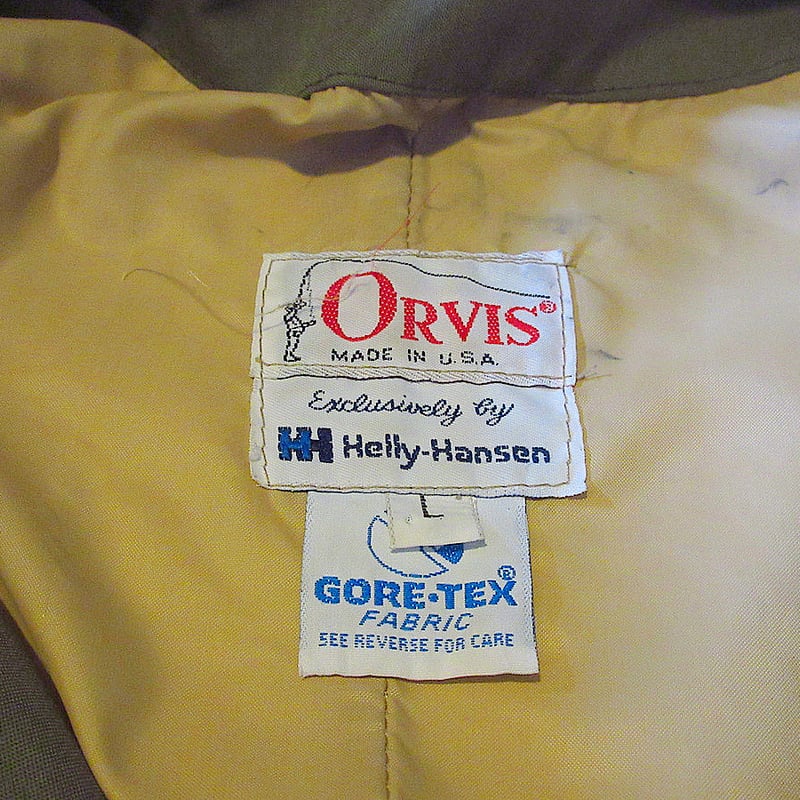 ORVIS®
MADE IN U.S.A.
Exclusively by
HH Helly-Hansen
L
GORE-TEX®
FABRIC
SEE REVERSE FOR CARE